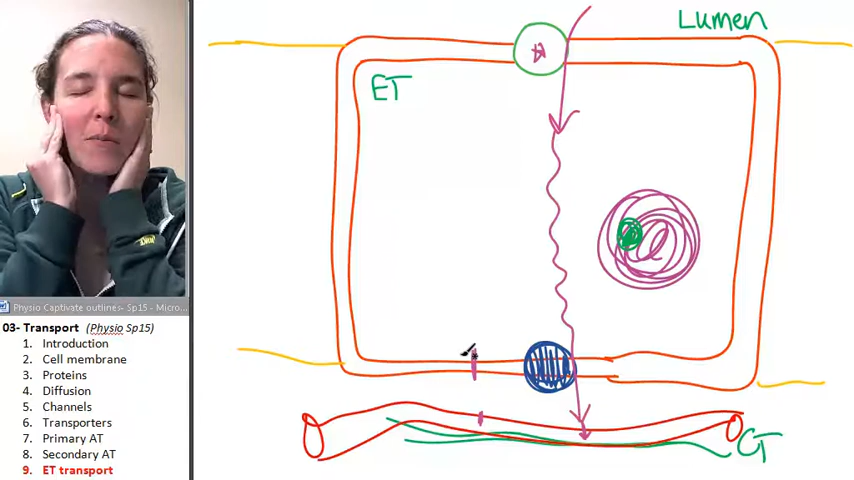 Lumen
ET
CT
Physio Captivate outlines- Sp15 - Micro...
03- Transport (Physio Sp15)
1. Introduction
2. Cell membrane
3. Proteins
4. Diffusion
5. Channels
6. Transporters
7. Primary AT
8. Secondary AT
9. ET transport